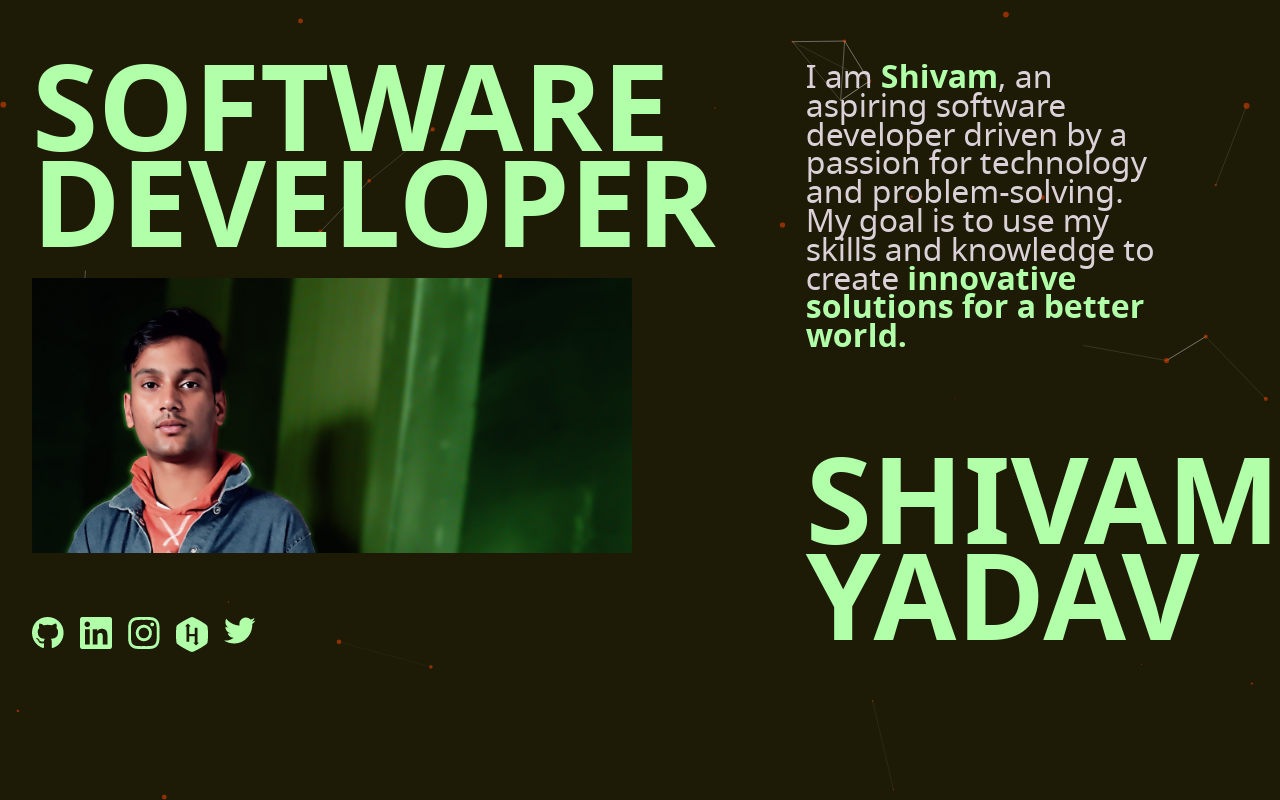 SOFTWARE
DEVELOPER
I am Shivam, an
aspiring software
developer driven by a
passion for technology
and problem-solving.
My goal is to use my
skills and knowledge to
create innovative
solutions for a better
world.
SHIVAM
YADAV